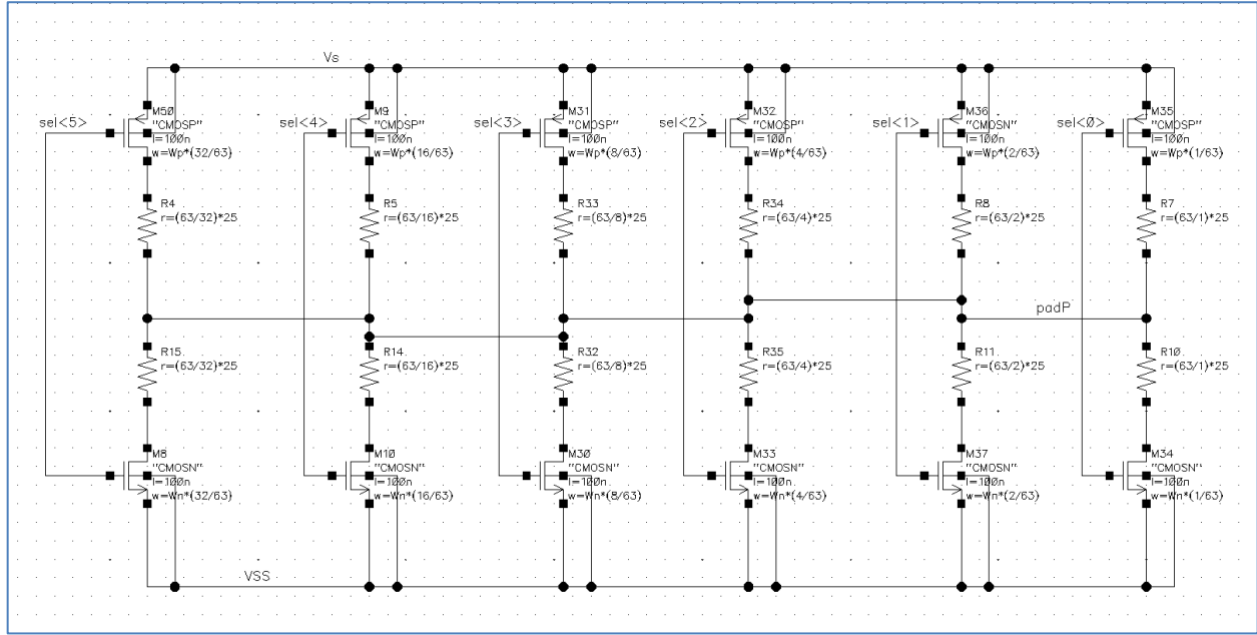 Vs
sel<5>
M50
"CMOSP"
l=100n
w=Wp*(32/63)
sel<4>
M9
"CMOSP"
l=100n
w=Wp*(16/63)
sel<3>
M31
"CMOSP"
l=100n
w=Wp*(8/63)
sel<2>
M32
"CMOSP"
l=100n
w=Wp*(4/63)
sel<1>
M36
"CMOSN"
l=100n
w=Wp*(2/63)
sel<0>
M35
"CMOSP"
l=100n
w=Wp*(1/63)
R4
r=(63/32)*25
R5
r=(63/16)*25
R33
r=(63/8)*25
R34
r=(63/4)*25
R8
r=(63/2)*25
R7
r=(63/1)*25
padP
R15
r=(63/32)*25
R14
r=(63/16)*25
R32
r=(63/8)*25
R35
r=(63/4)*25
R11
r=(63/2)*25
R10
r=(63/1)*25
M8
"CMOSN"
l=100n
w=Wn*(32/63)
M10
"CMOSN"
l=100n
w=Wn*(16/63)
M30
"CMOSN"
l=100n
w=Wn*(8/63)
M33
"CMOSN"
l=100n
w=Wn*(4/63)
M37
"CMOSN"
l=100n
w=Wn*(2/63)
M34
"CMOSN"
l=100n
w=Wn*(1/63)
VSS